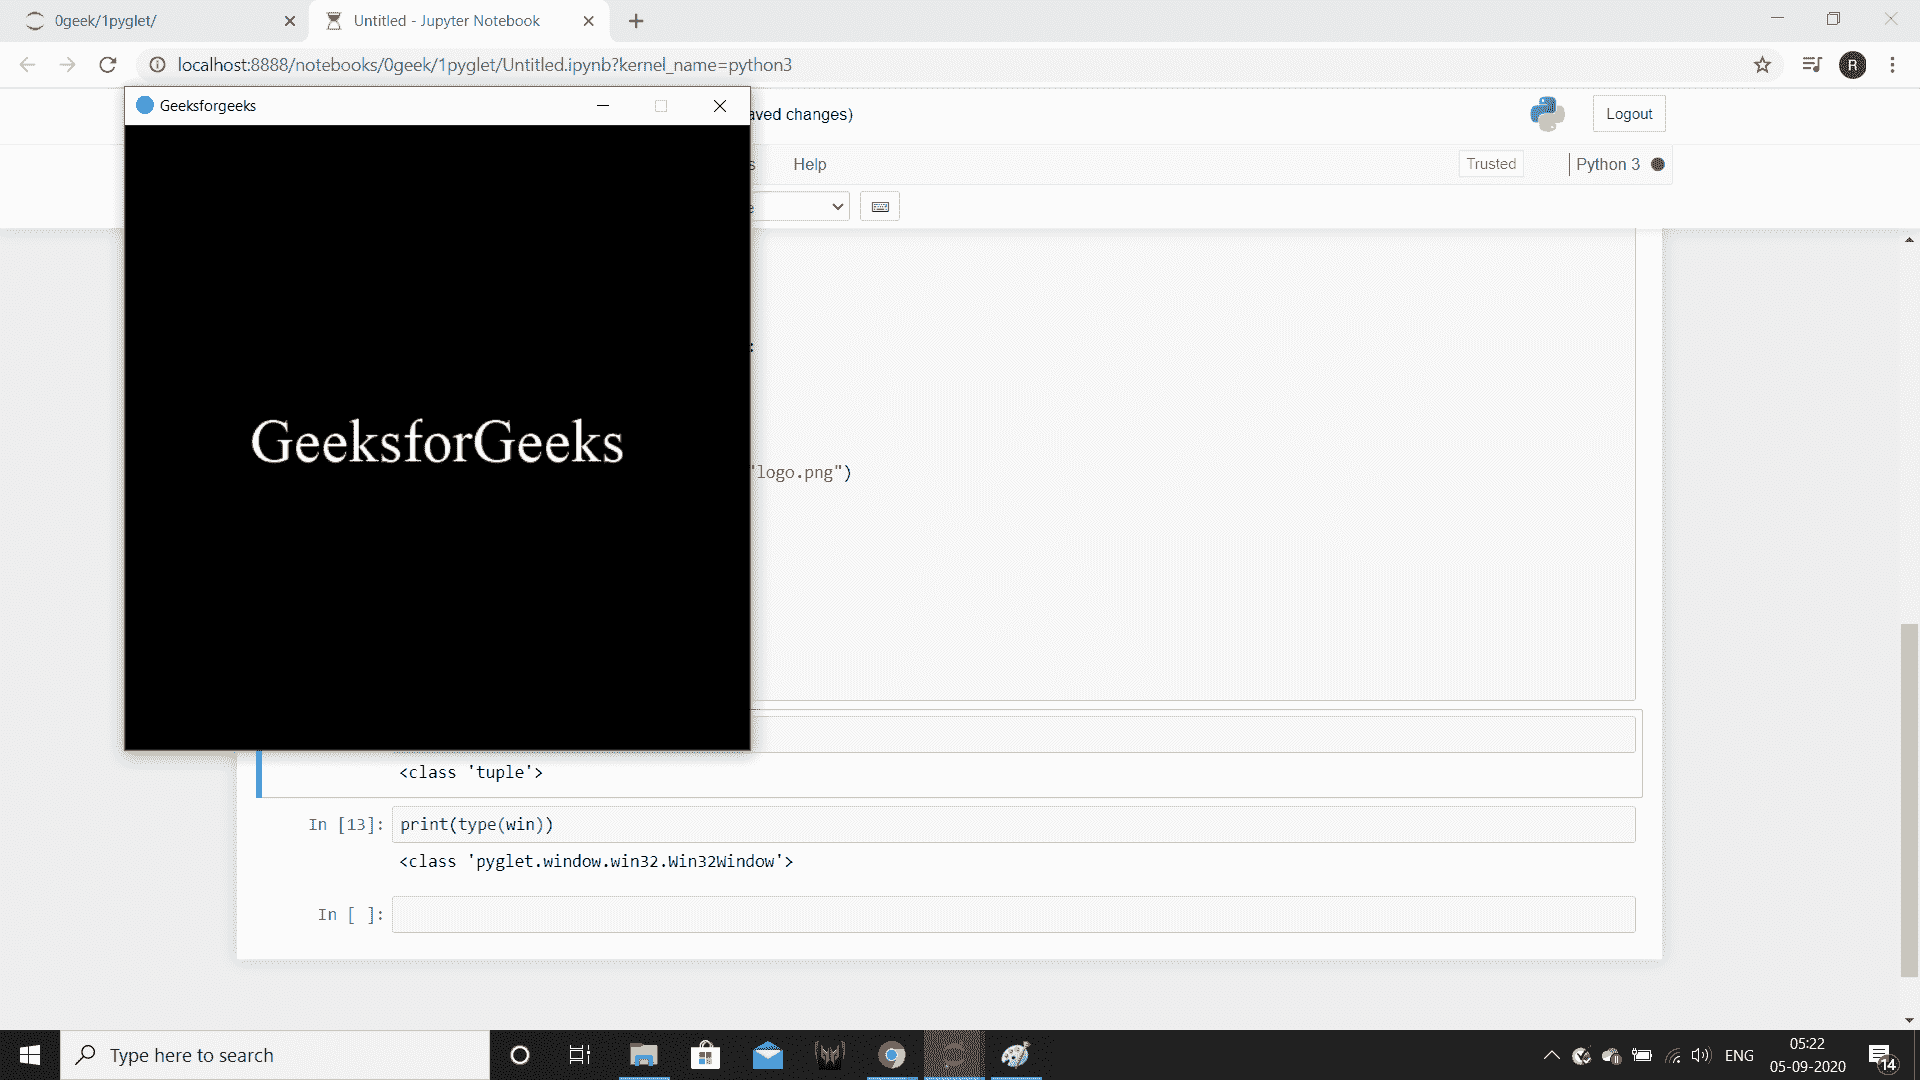 0geek/1pyglet/
Untitled - Jupyter Notebook
localhost:8888/notebooks/0geek/1pyglet/Untitled.ipynb?kernel_name=python3
R
Geeksforgeeks
aved changes)
Logout
s Help
Trusted
Python 3
e
:
GeeksforGeeks
"logo.png")
<class 'tuple'>
In [13]: print(type(win))
<class 'pyglet.window.win32.Win32Window'>
In [ ]:
Type here to search
ENG
05:22
05-09-2020
14